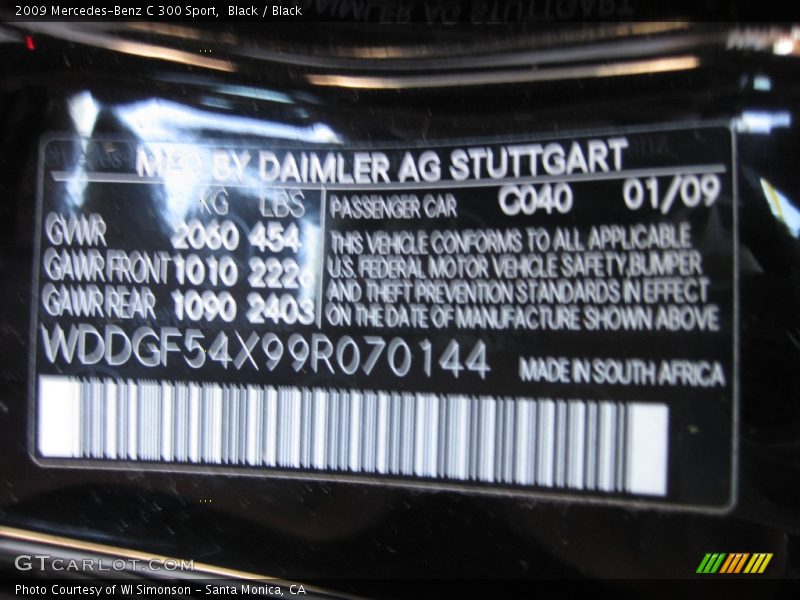 2009 Mercedes-Benz C 300 Sport,  Black / Black
MFD BY DAIMLER AG STUTTGART
KG LBS PASSENGER CAR C040 01/09
GVWR 2060 454
GAWR FRONT 1010 2226
GAWR REAR 1090 2403
THIS VEHICLE CONFORMS TO ALL APPLICABLE
U.S. FEDERAL MOTOR VEHICLE SAFETY, BUMPER
AND THEFT PREVENTION STANDARDS IN EFFECT
ON THE DATE OF MANUFACTURE SHOWN ABOVE
WDDGF54X99R070144 MADE IN SOUTH AFRICA
GTCARLOT.COM
Photo Courtesy of WI Simonson - Santa Monica, CA